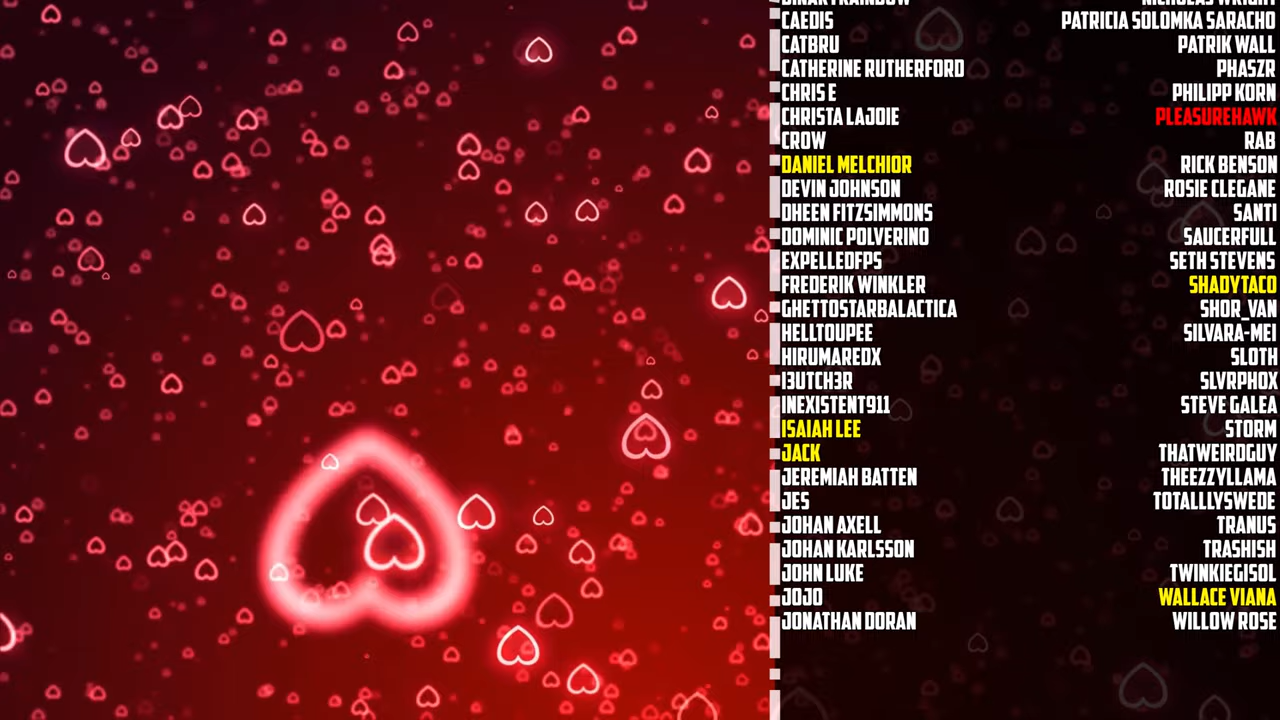 CAEDIS
CATBRU
CATHERINE RUTHERFORD
CHRIS E
CHRISTA LAJOIE
CROW
DANIEL MELCHIOR
DEVIN JOHNSON
DHEEN FITZSIMMONS
DOMINIC POLVERINO
EXPELLEDFPS
FREDERIK WINKLER
GHETTOSTARBALACTICA
HELLTOUPEE
HIRUMAREDX
I3UTCH3R
INEXISTENT911
ISAIAH LEE
JACK
JEREMIAH BATTEN
JES
JOHAN AXELL
JOHAN KARLSSON
JOHN LUKE
JOJO
JONATHAN DORAN
NICHOLAS WRIGHT
PATRICIA SOLOMKA SARACHO
PATRIK WALL
PHASZR
PHILIPP KORN
PLEASUREHAWK
RAB
RICK BENSON
ROSIE CLEGANE
SANTI
SAUCERFULL
SETH STEVENS
SHADYTACO
SHOR_VAN
SILVARA-MEI
SLOTH
SLVRPHOX
STEVE GALEA
STORM
THATWEIRDGUY
THEEZZYLLAMA
TOTALLLYSWEDE
TRANUS
TRASHISH
TWINKIEGISOL
WALLACE VIANA
WILLOW ROSE